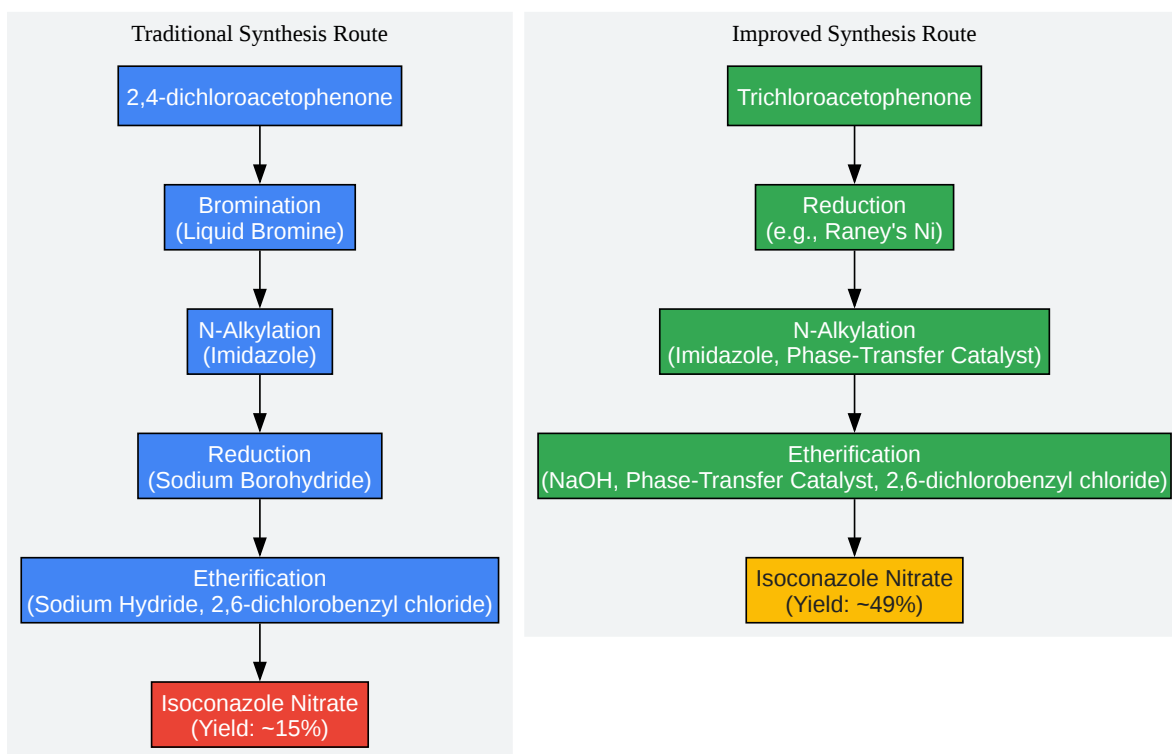 Traditional Synthesis Route
2,4-dichloroacetophenone
Bromination
(Liquid Bromine)
N-Alkylation
(Imidazole)
Reduction
(Sodium Borohydride)
Etherification
(Sodium Hydride, 2,6-dichlorobenzyl chloride)
Isoconazole Nitrate
(Yield: ~15%)
Improved Synthesis Route
Trichloroacetophenone
Reduction
(e.g., Raney's Ni)
N-Alkylation
(Imidazole, Phase-Transfer Catalyst)
Etherification
(NaOH, Phase-Transfer Catalyst, 2,6-dichlorobenzyl chloride)
Isoconazole Nitrate
(Yield: ~49%)